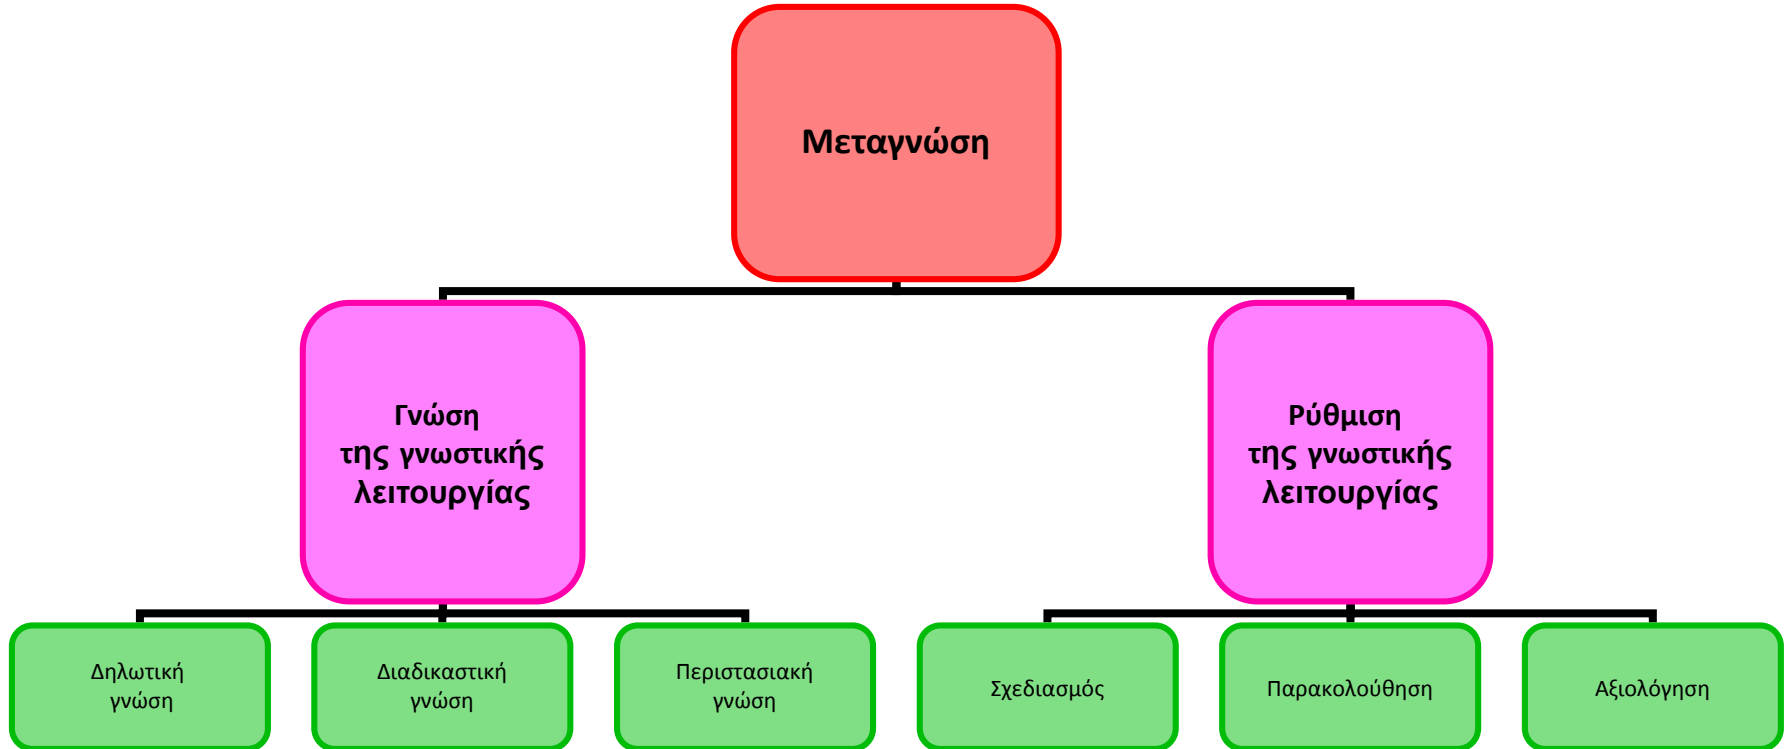 Μεταγνώση
Γνώση
της γνωστικής
λειτουργίας
Ρύθμιση
της γνωστικής
λειτουργίας
Δηλωτική
γνώση
Διαδικαστική
γνώση
Περιστασιακή
γνώση
Σχεδιασμός
Παρακολούθηση
Αξιολόγηση